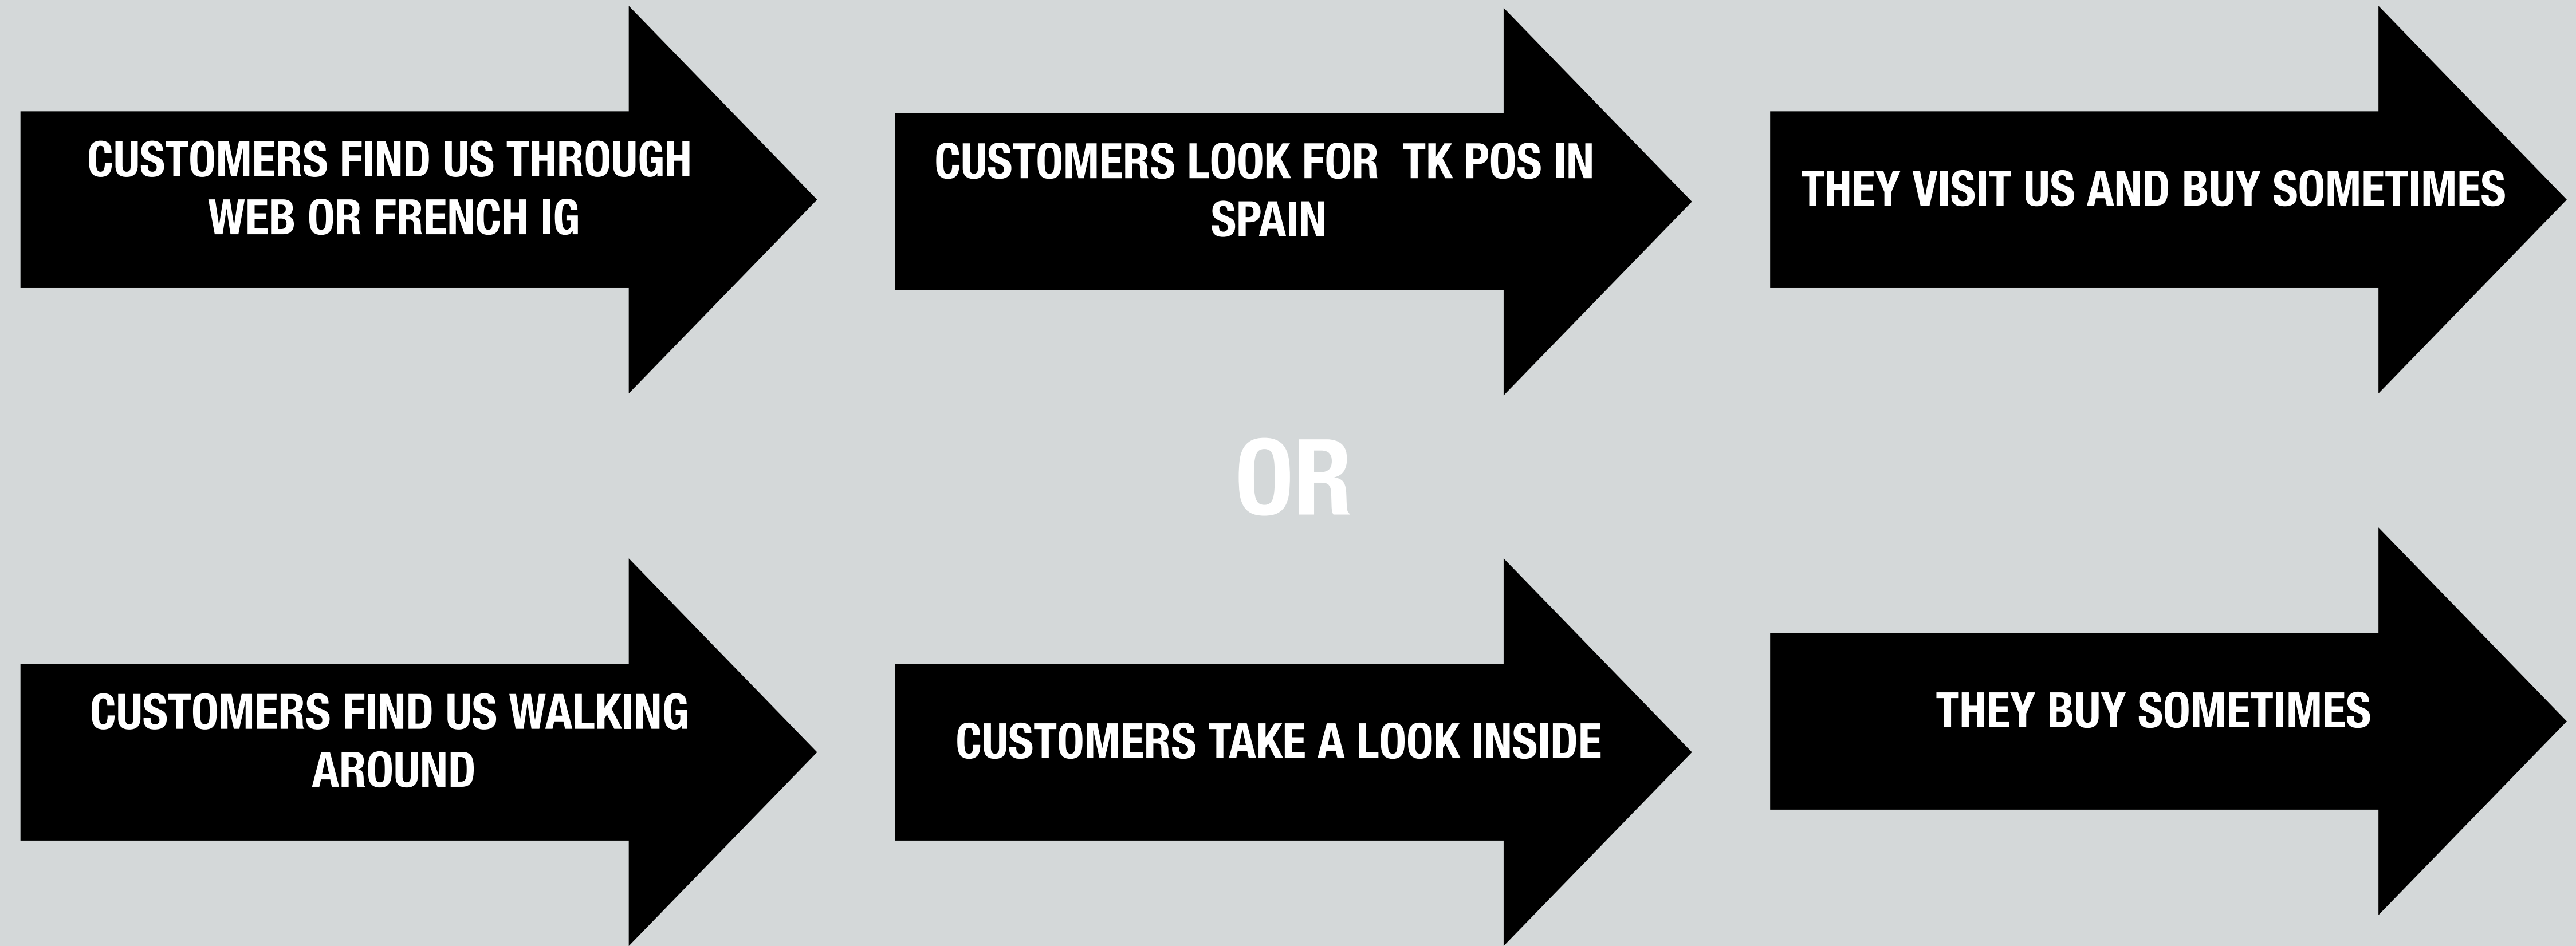 CUSTOMERS FIND US THROUGH
WEB OR FRENCH IG
CUSTOMERS LOOK FOR  TK POS IN
SPAIN
THEY VISIT US AND BUY SOMETIMES
OR
CUSTOMERS FIND US WALKING
AROUND
CUSTOMERS TAKE A LOOK INSIDE
THEY BUY SOMETIMES